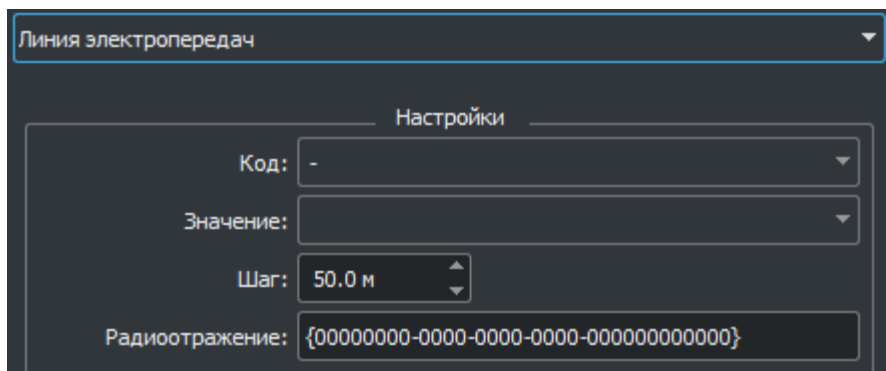 Линия электропередач
Настройки
Код: -
Значение:
Шаг: 50.0 м
Радиоотражение: {00000000-0000-0000-0000-000000000000}